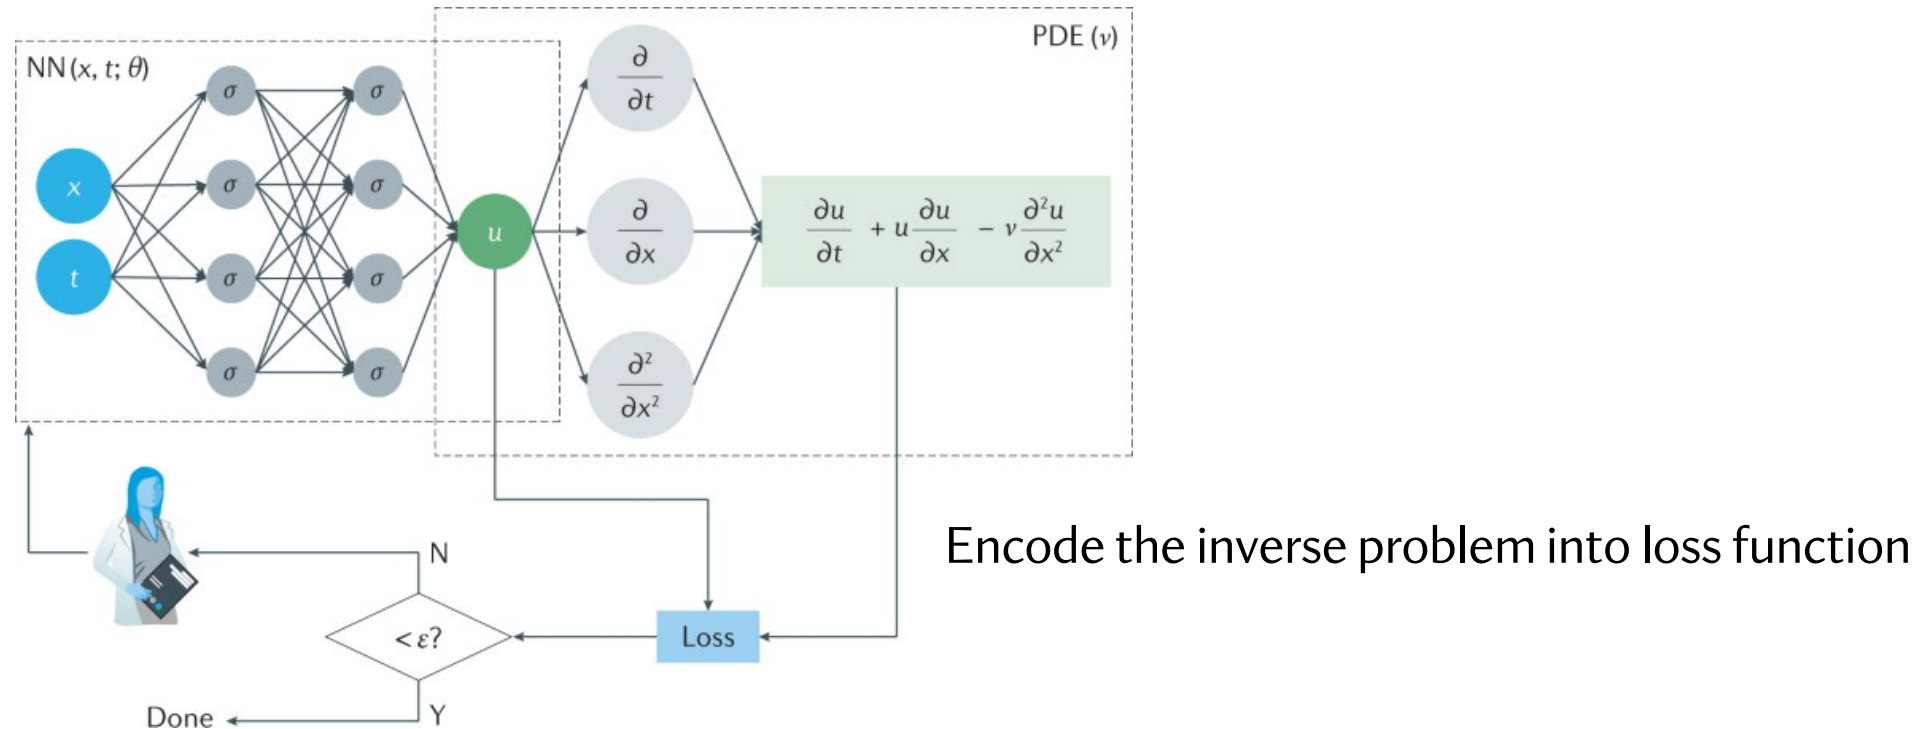 NN (x, t; θ)
PDE (ν)
x
t
σ
σ
σ
σ
σ
σ
σ
σ
u
∂/∂t
∂/∂x
∂²/∂x²
∂u/∂t + u ∂u/∂x − ν ∂²u/∂x²
Encode the inverse problem into loss function
N
< ε?
Loss
Y
Done